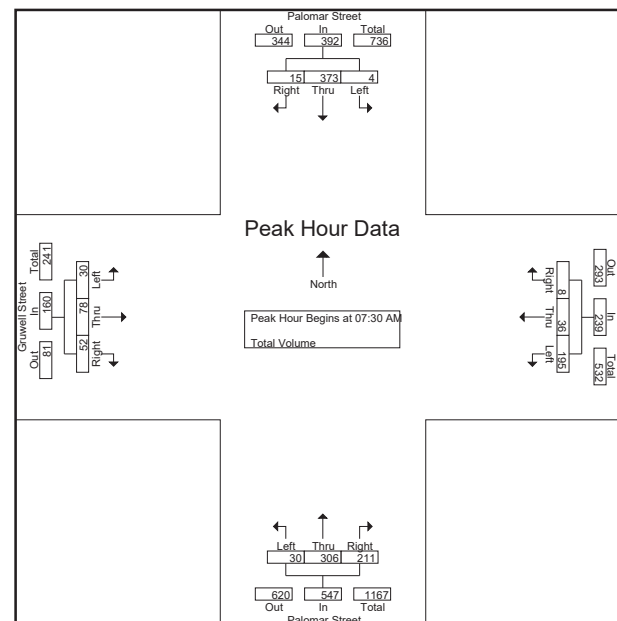 Palomar Street
Out In Total
344 392 736
15 373 4
Right Thru Left
Peak Hour Data
North
Peak Hour Begins at 07:30 AM
Total Volume
Gruwell Street
Total In Out
241 160 81
30 78 52
Left Thru Right
Out In Total
293 239 532
8 36 195
Right Thru Left
Left Thru Right
30 306 211
620 547 1167
Out In Total
Palomar Street